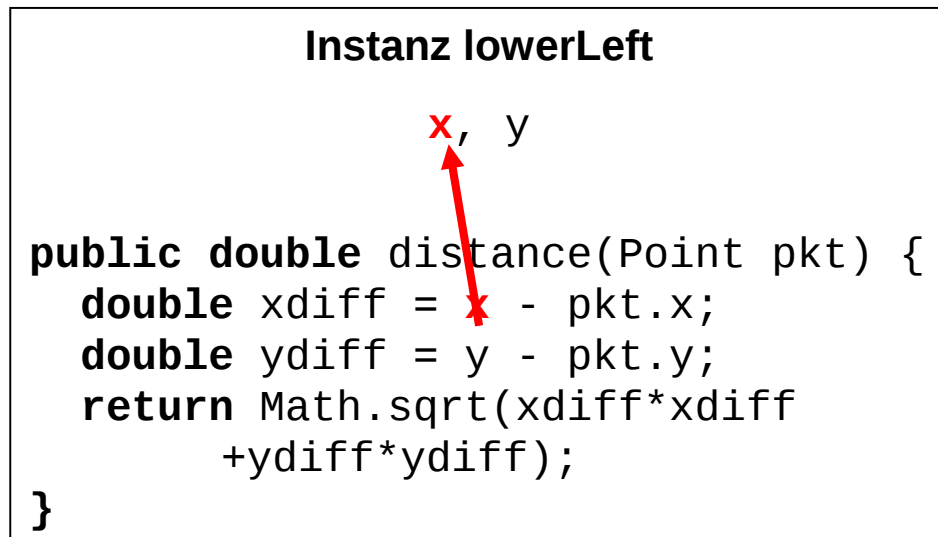 Instanz lowerLeft
x, y
public double distance(Point pkt) {
double xdiff = x - pkt.x;
double ydiff = y - pkt.y;
return Math.sqrt(xdiff*xdiff
+ydiff*ydiff);
}